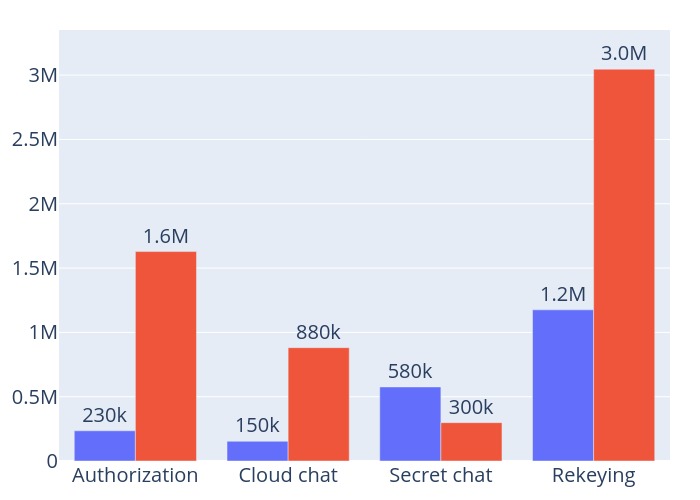 3.0M
3M
2.5M
2M
1.6M
1.5M
1.2M
1M
880k
580k
0.5M
230k
150k
300k
0
Authorization Cloud chat Secret chat Rekeying